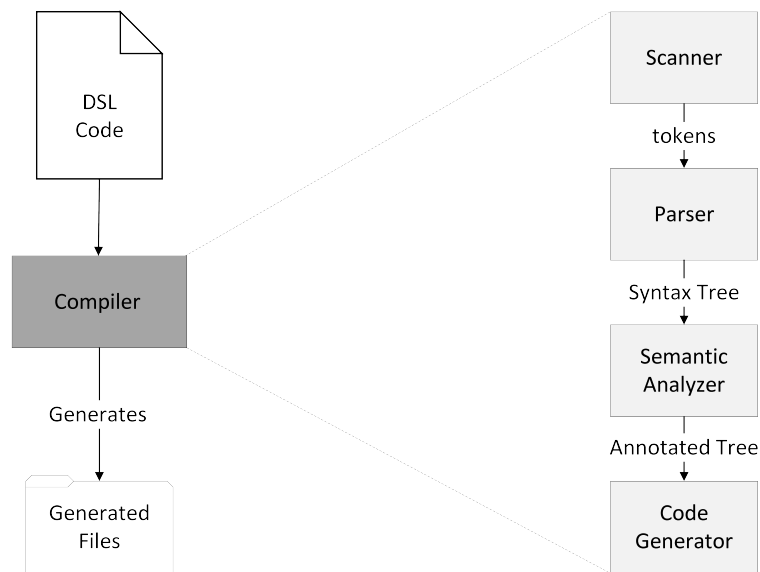 DSL
Code
Compiler
Generates
Generated
Files
Scanner
tokens
Parser
Syntax Tree
Semantic
Analyzer
Annotated Tree
Code
Generator